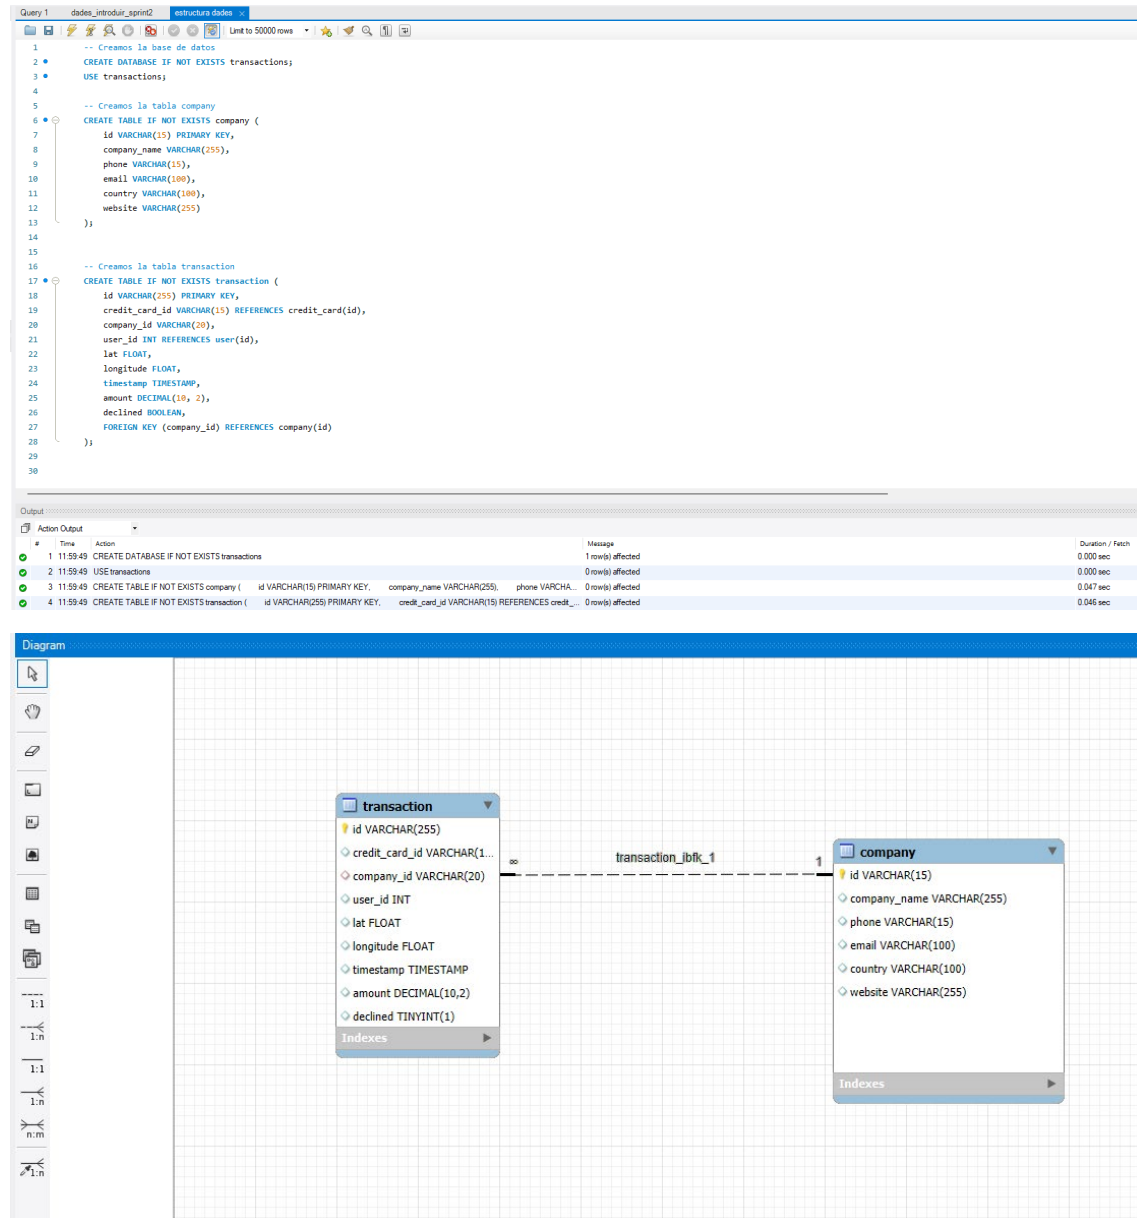 Query 1 dades_introduir_sprint2 estructura dades ×
Limit to 50000 rows
1 -- Creamos la base de datos
2 CREATE DATABASE IF NOT EXISTS transactions;
3 USE transactions;
4
5 -- Creamos la tabla company
6 CREATE TABLE IF NOT EXISTS company (
7 id VARCHAR(15) PRIMARY KEY,
8 company_name VARCHAR(255),
9 phone VARCHAR(15),
10 email VARCHAR(100),
11 country VARCHAR(100),
12 website VARCHAR(255)
13 );
14
15
16 -- Creamos la tabla transaction
17 CREATE TABLE IF NOT EXISTS transaction (
18 id VARCHAR(255) PRIMARY KEY,
19 credit_card_id VARCHAR(15) REFERENCES credit_card(id),
20 company_id VARCHAR(20),
21 user_id INT REFERENCES user(id),
22 lat FLOAT,
23 longitude FLOAT,
24 timestamp TIMESTAMP,
25 amount DECIMAL(10, 2),
26 declined BOOLEAN,
27 FOREIGN KEY (company_id) REFERENCES company(id)
28 );
29
30
Output
Action Output
# Time Action Message Duration / Fetch
1 11:59:49 CREATE DATABASE IF NOT EXISTS transactions 1 row(s) affected 0.000 sec
2 11:59:49 USE transactions 0 row(s) affected 0.000 sec
3 11:59:49 CREATE TABLE IF NOT EXISTS company ( id VARCHAR(15) PRIMARY KEY, company_name VARCHAR(255), phone VARCHA... 0 row(s) affected 0.047 sec
4 11:59:49 CREATE TABLE IF NOT EXISTS transaction ( id VARCHAR(255) PRIMARY KEY, credit_card_id VARCHAR(15) REFERENCES credit_... 0 row(s) affected 0.046 sec
Diagram
transaction
id VARCHAR(255)
credit_card_id VARCHAR(1...
company_id VARCHAR(20)
user_id INT
lat FLOAT
longitude FLOAT
timestamp TIMESTAMP
amount DECIMAL(10,2)
declined TINYINT(1)
Indexes
∞ transaction_ibfk_1 1
company
id VARCHAR(15)
company_name VARCHAR(255)
phone VARCHAR(15)
email VARCHAR(100)
country VARCHAR(100)
website VARCHAR(255)
Indexes
1:1
1:n
1:1
1:n
n:m
1:n